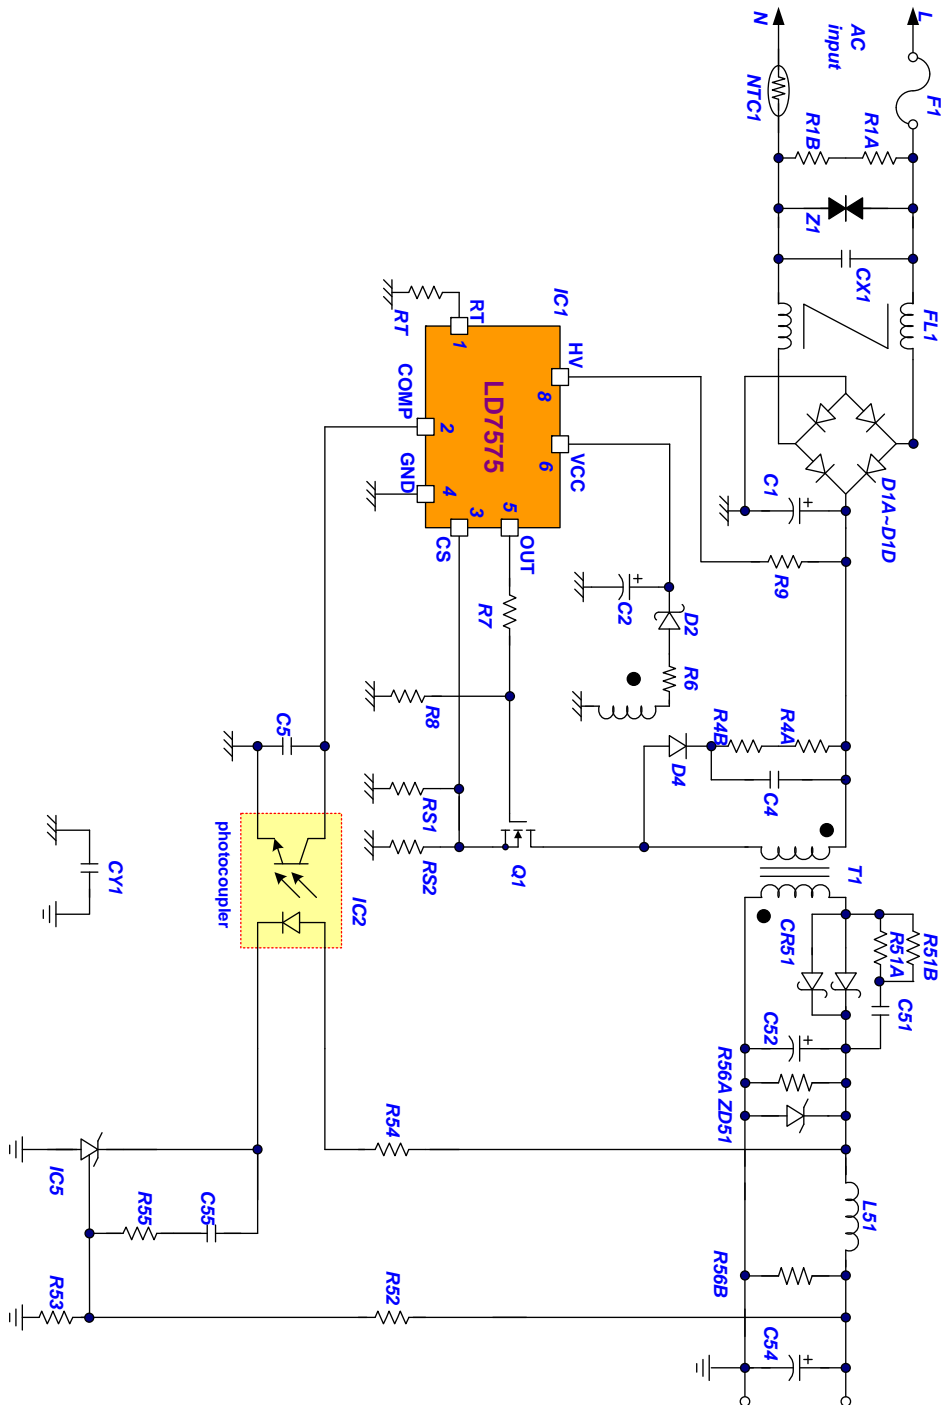 L
F1
AC
input
N
NTC1
R1A
R1B
Z1
CX1
FL1
D1A~D1D
C1
R9
R4A
R4B
C4
D4
T1
R51B
R51A
C51
CR51
C52
R56A
ZD51
L51
R56B
C54
IC1
HV
8
VCC
6
LD7575
RT
RT
1
COMP
2
GND
4
CS
3
OUT
5
C2
D2
R6
R7
R8
RS1
RS2
Q1
C5
IC2
photocoupler
CY1
R54
R52
IC5
R55
C55
R53